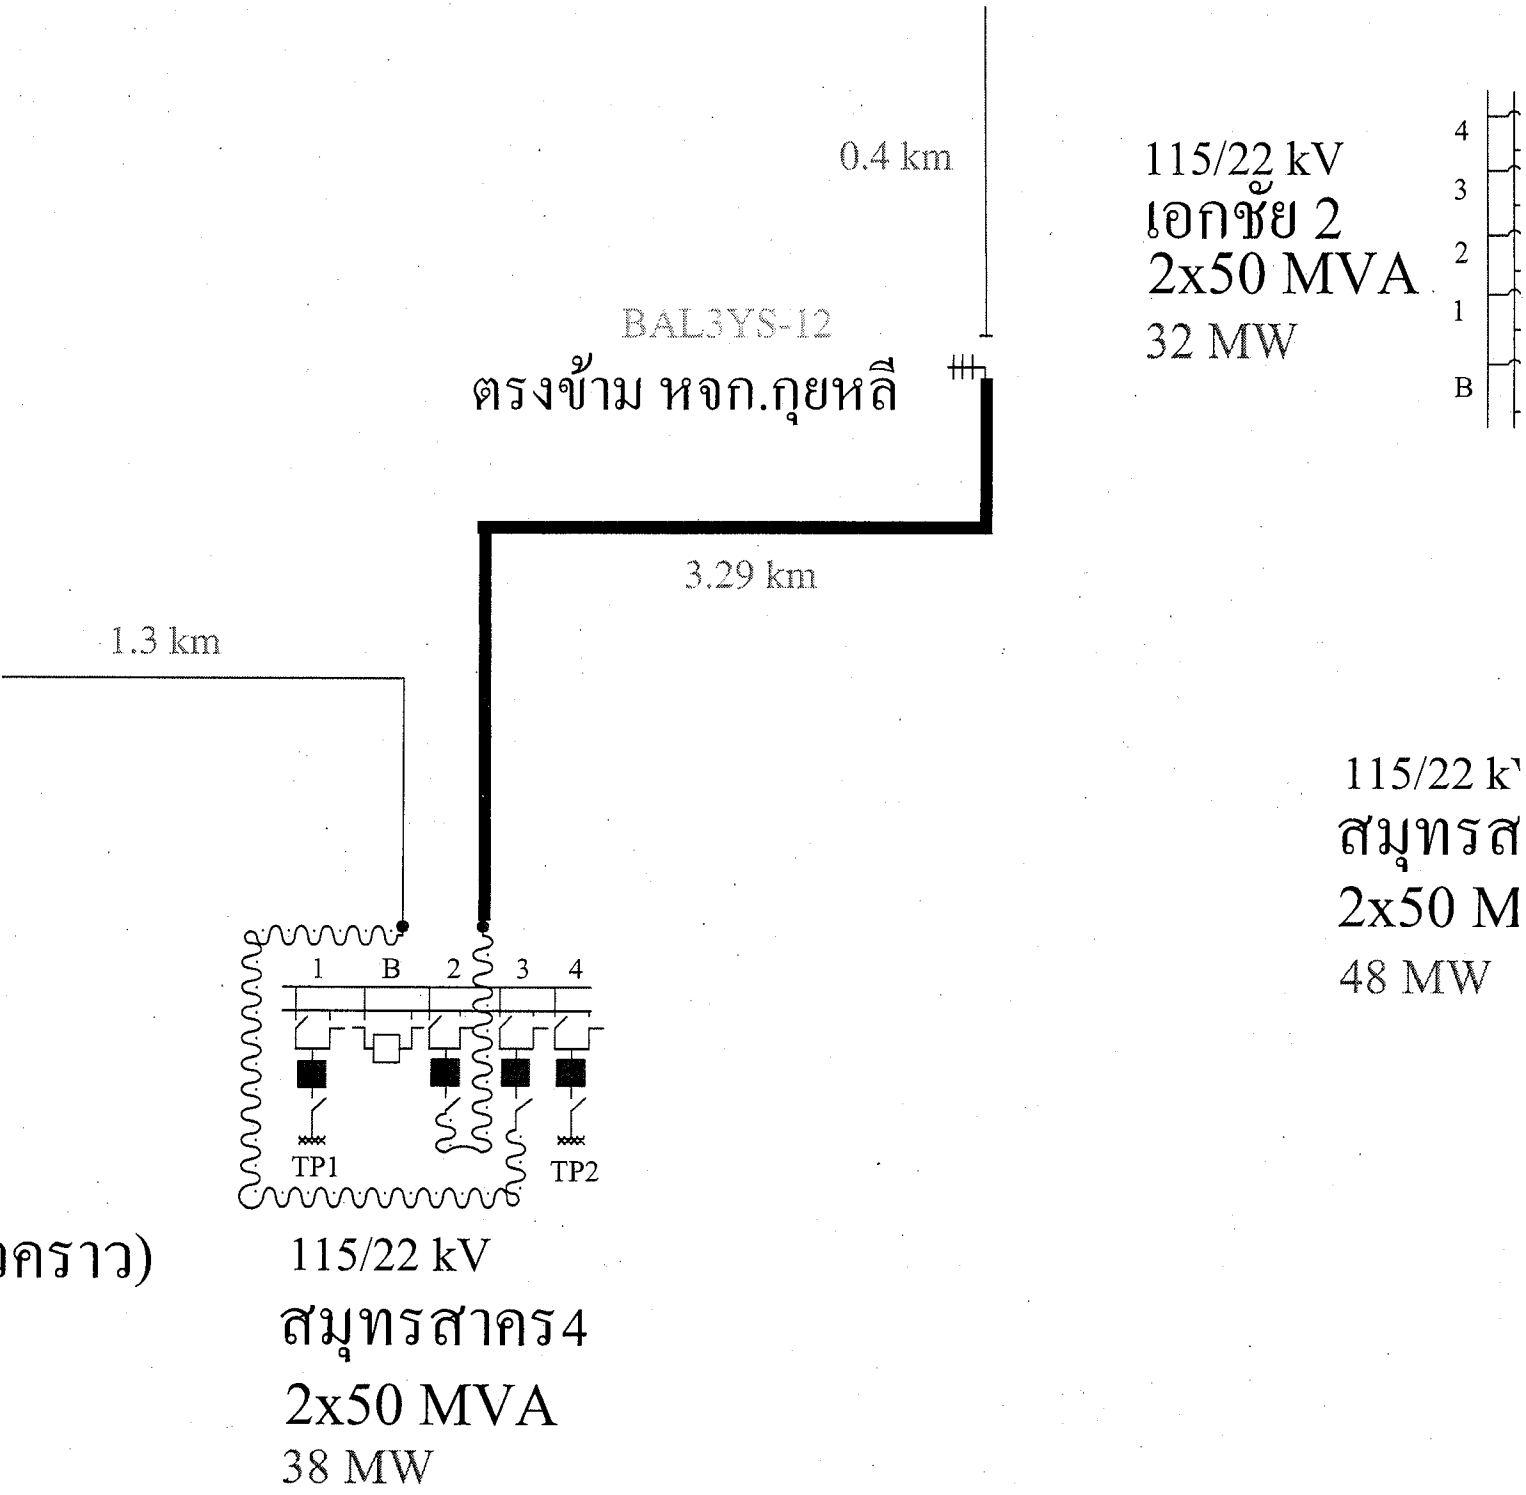 0.4 km
115/22 kV
เอกชัย 2
2x50 MVA
32 MW
4
3
2
1
B
BAL3YS-12
ตรงข้าม หจก.กุยหลี
3.29 km
1.3 km
115/22
2x50
48 MW
1 B 2 3 4
TP1 TP2
115/22 kV
สมุทรสาคร4
2x50 MVA
38 MW